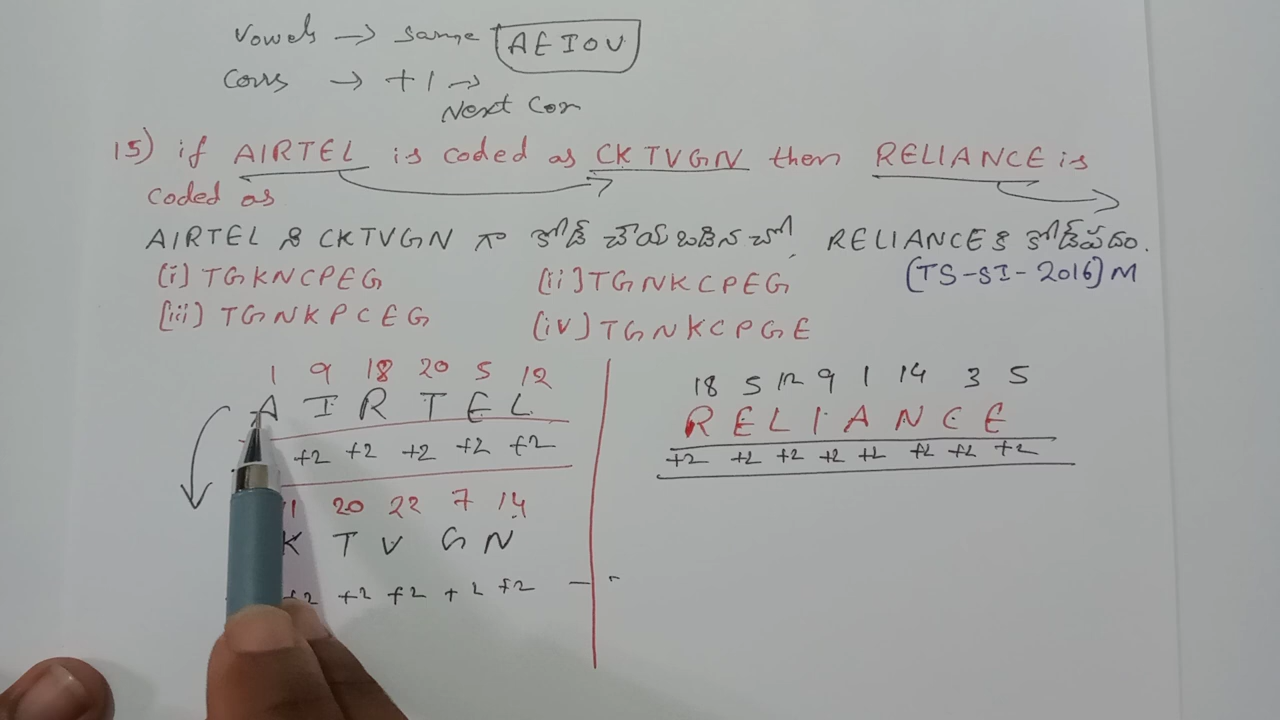 Vowels → same AEIOU
Cons → +1 →
Next Con
15) if AIRTEL is coded as CKTVGN then RELIANCE is
coded as
AIRTEL ని CKTVGN గా కోడ్ చేయబడినచో, RELIANCE కి కోడ్ పదం.
(i) TGKNCPEG (ii) TGNKCPEG (TS-SI-2016) M
(iii) TGNKPCEG (iv) TGNKCPGE
1 9 18 20 5 12
A I R T E L
+2 +2 +2 +2 +2
20 22 7 14
K T V G N
+2 +2 +2 +2 +2
18 5 12 9 1 14 3 5
R E L I A N C E
+2 +2 +2 +2 +2 +2 +2 +2